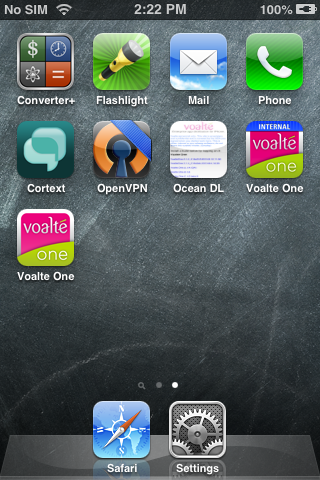 No SIM 2:22 PM 100%
$
Converter+ Flashlight Mail Phone
INTERNAL
voalté
one
Cortext OpenVPN Ocean DL Voalte One
voalté
one
Voalte One
N
Safari Settings